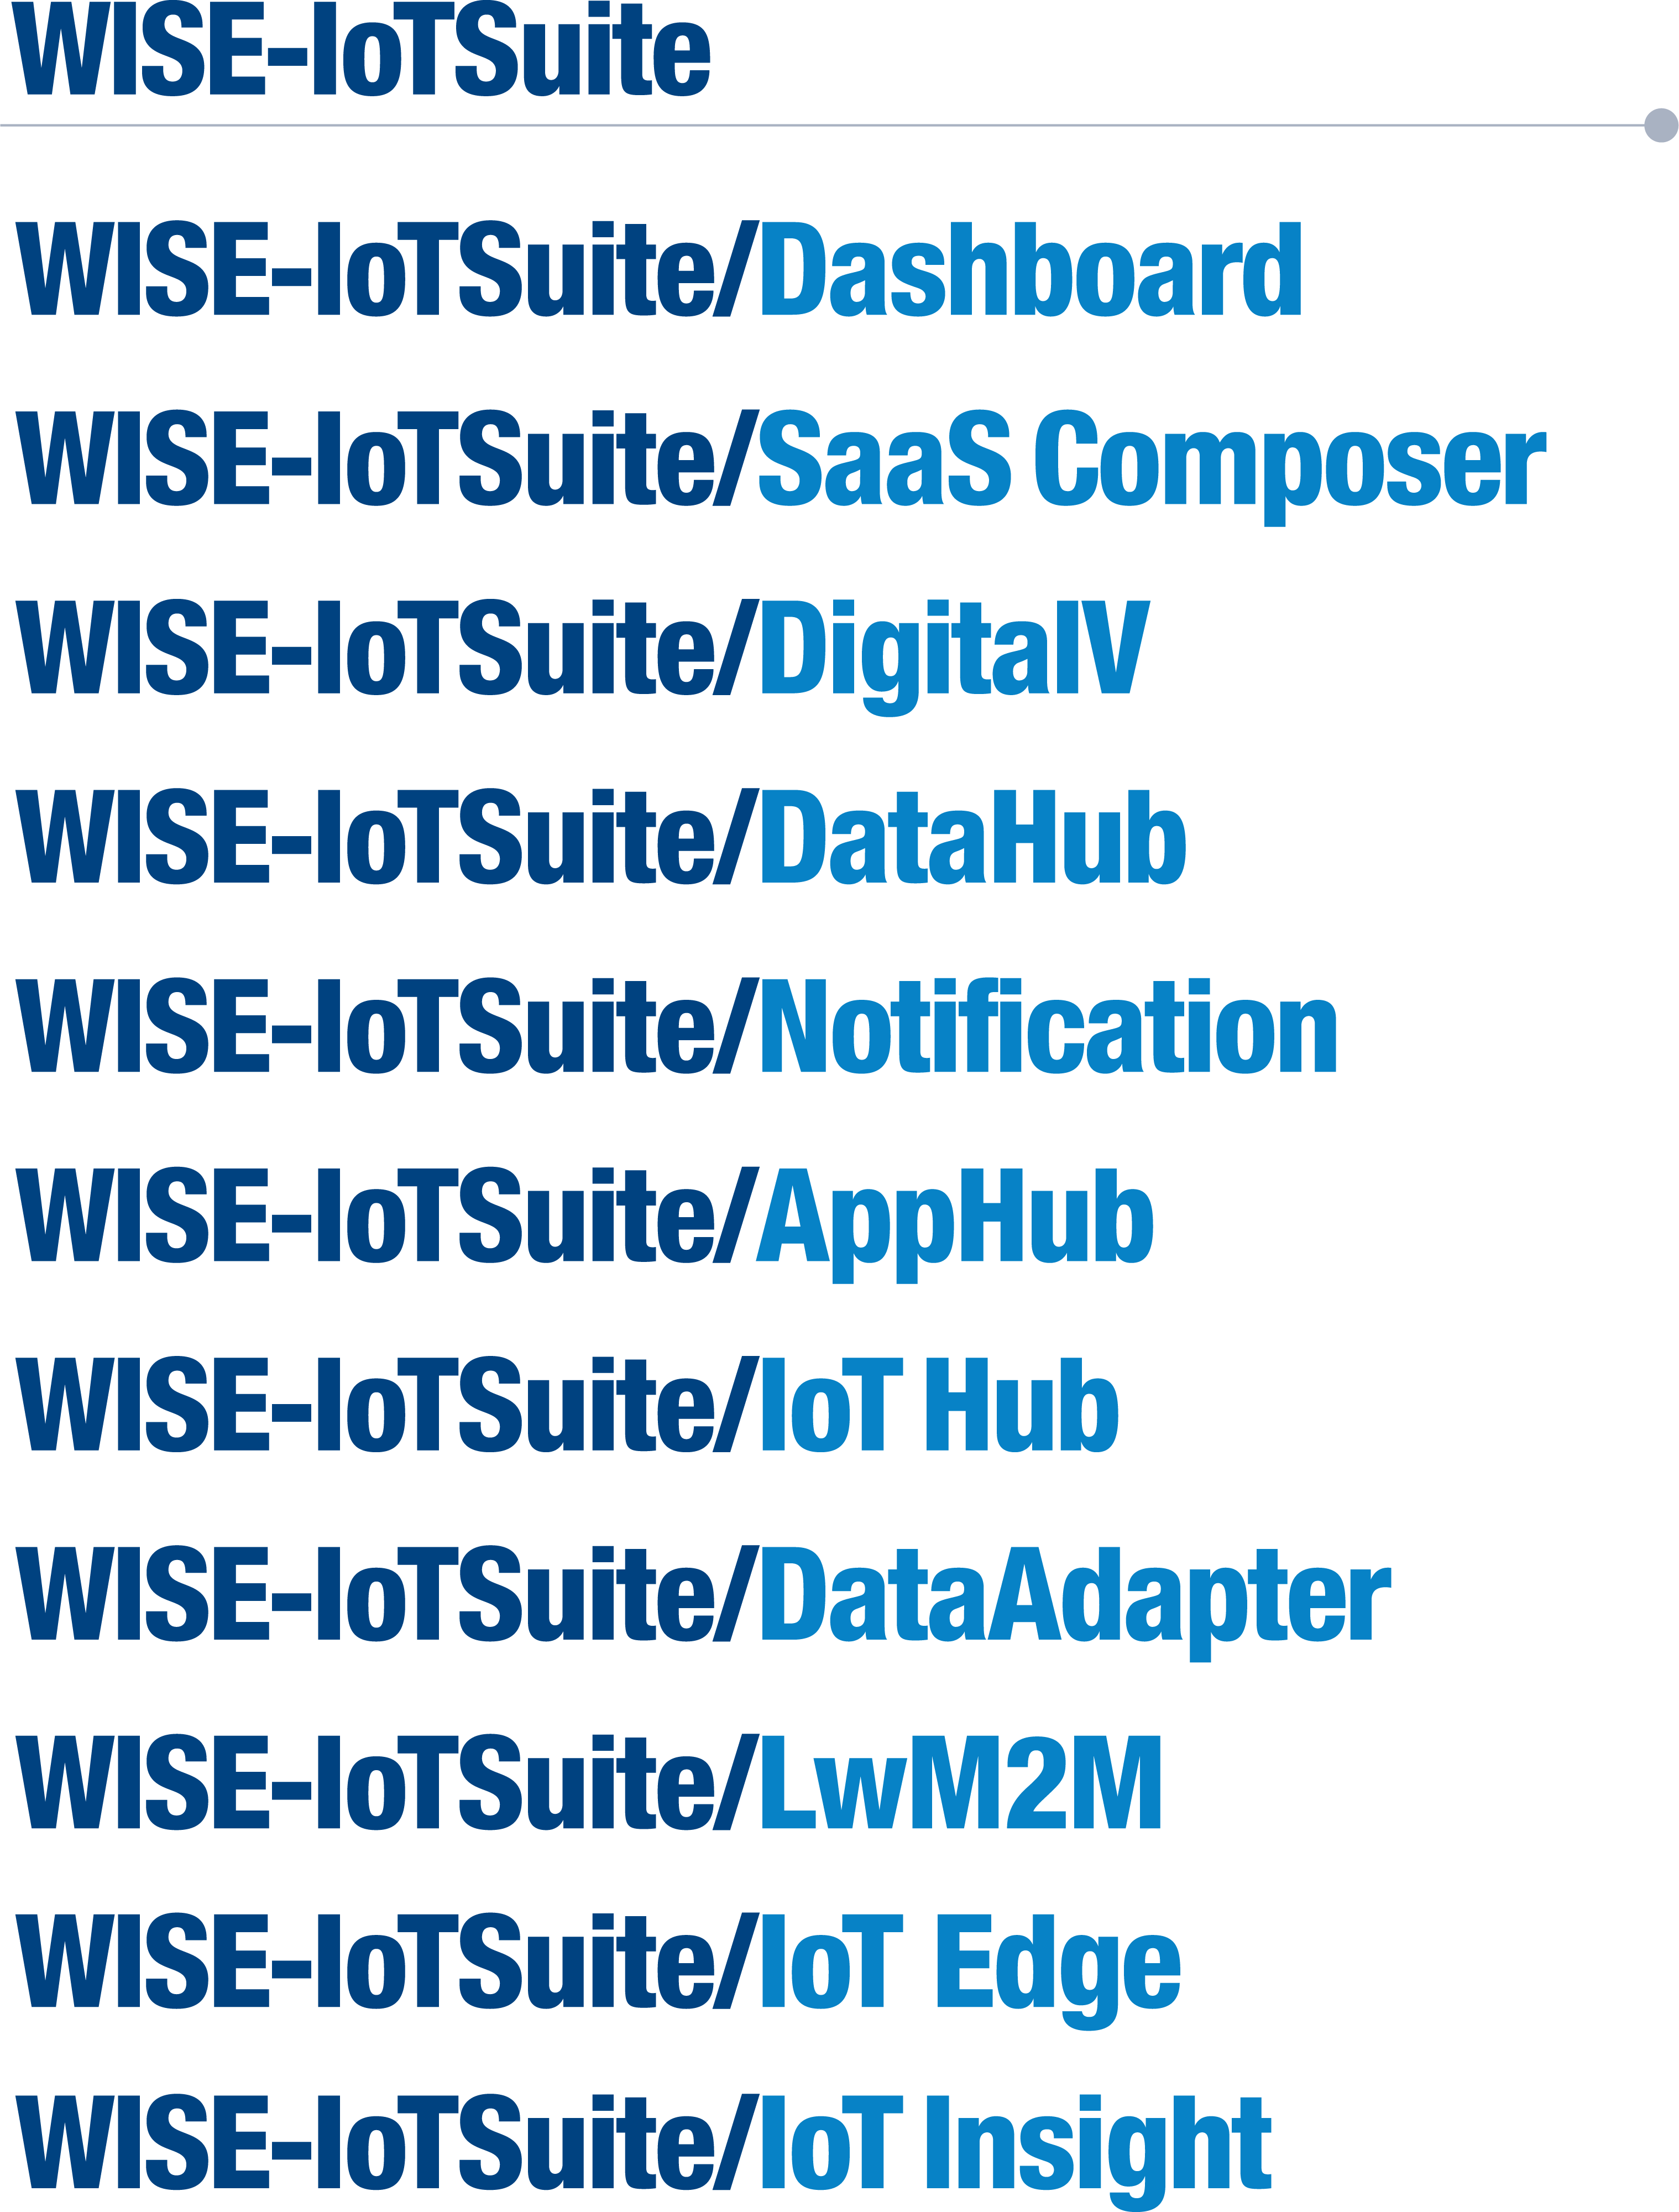 WISE-IoTSuite
WISE-IoTSuite/Dashboard
WISE-IoTSuite/SaaS Composer
WISE-IoTSuite/DigitalV
WISE-IoTSuite/DataHub
WISE-IoTSuite/Notification
WISE-IoTSuite/AppHub
WISE-IoTSuite/IoT Hub
WISE-IoTSuite/DataAdapter
WISE-IoTSuite/LwM2M
WISE-IoTSuite/IoT Edge
WISE-IoTSuite/IoT Insight